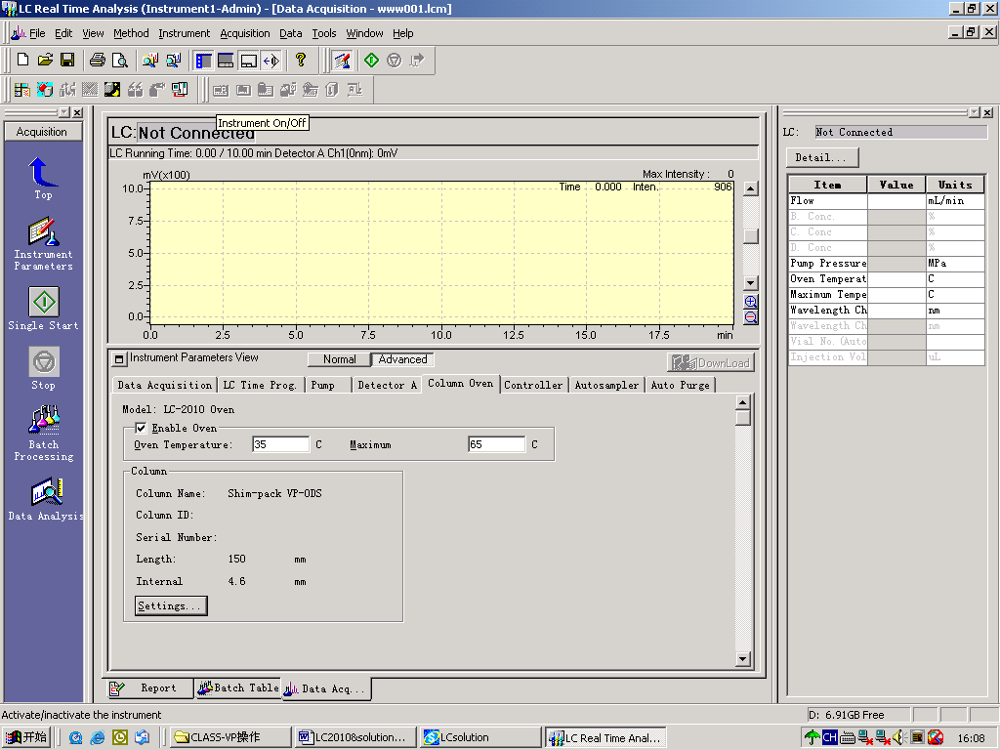 LC Real Time Analysis (Instrument1-Admin) - [Data Acquisition - www001.lcm]
File Edit View Method Instrument Acquisition Data Tools Window Help
Instrument On/Off
Acquisition
Top
Instrument
Parameters
Single Start
Stop
Batch
Processing
Data Analysis
LC: Not Connected
LC Running Time: 0.00 / 10.00 min Detector A Ch1(0nm): 0mV
mV(x100)
Max Intensity : 0
Time 0.000 Inten. 906
10.0
7.5
5.0
2.5
0.0
0.0 2.5 5.0 7.5 10.0 12.5 15.0 17.5 min
Instrument Parameters View Normal Advanced DownLoad
Data Acquisition LC Time Prog. Pump Detector A Column Oven Controller Autosampler Auto Purge
Model: LC-2010 Oven
Enable Oven
Oven Temperature: 35 C Maximum 65 C
Column
Column Name: Shim-pack VP-ODS
Column ID:
Serial Number:
Length: 150 mm
Internal 4.6 mm
Settings...
Report Batch Table Data Acq...
LC: Not Connected
Detail...
Item Value Units
Flow mL/min
B. Conc. %
C. Conc %
D. Conc %
Pump Pressure MPa
Oven Temperat C
Maximum Tempe C
Wavelength Ch nm
Wavelength Ch nm
Vial No. (Auto
Injection Vol uL
Activate/inactivate the instrument
D: 6.91GB Free
开始 CLASS-VP操作 LC2010&solution... LCsolution LC Real Time Anal... CH 16:08